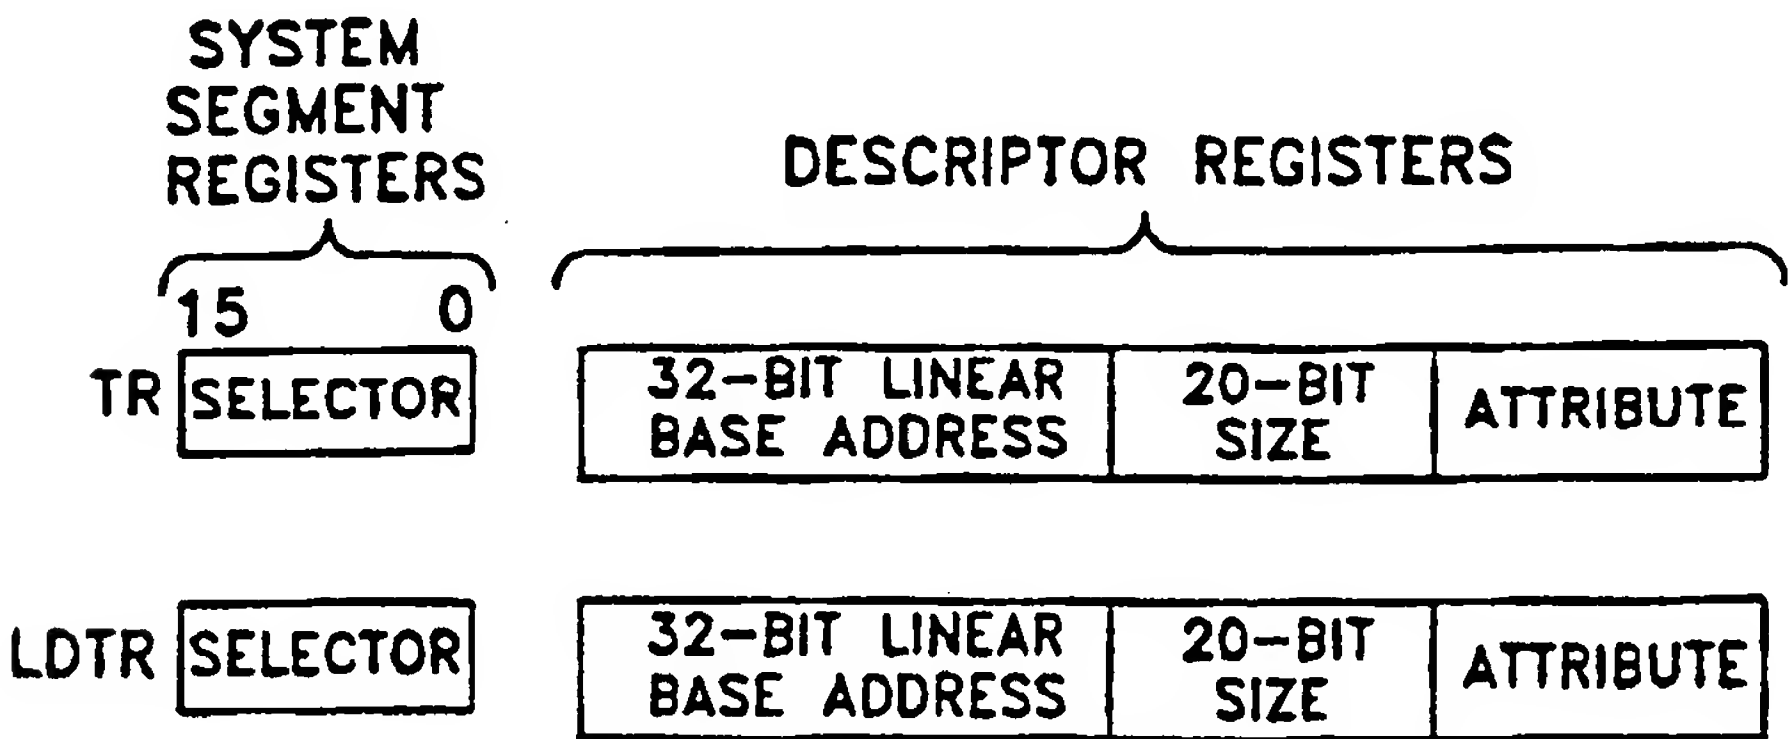 SYSTEM
SEGMENT
REGISTERS
DESCRIPTOR REGISTERS
15 0
TR SELECTOR 32-BIT LINEAR BASE ADDRESS 20-BIT SIZE ATTRIBUTE
LDTR SELECTOR 32-BIT LINEAR BASE ADDRESS 20-BIT SIZE ATTRIBUTE